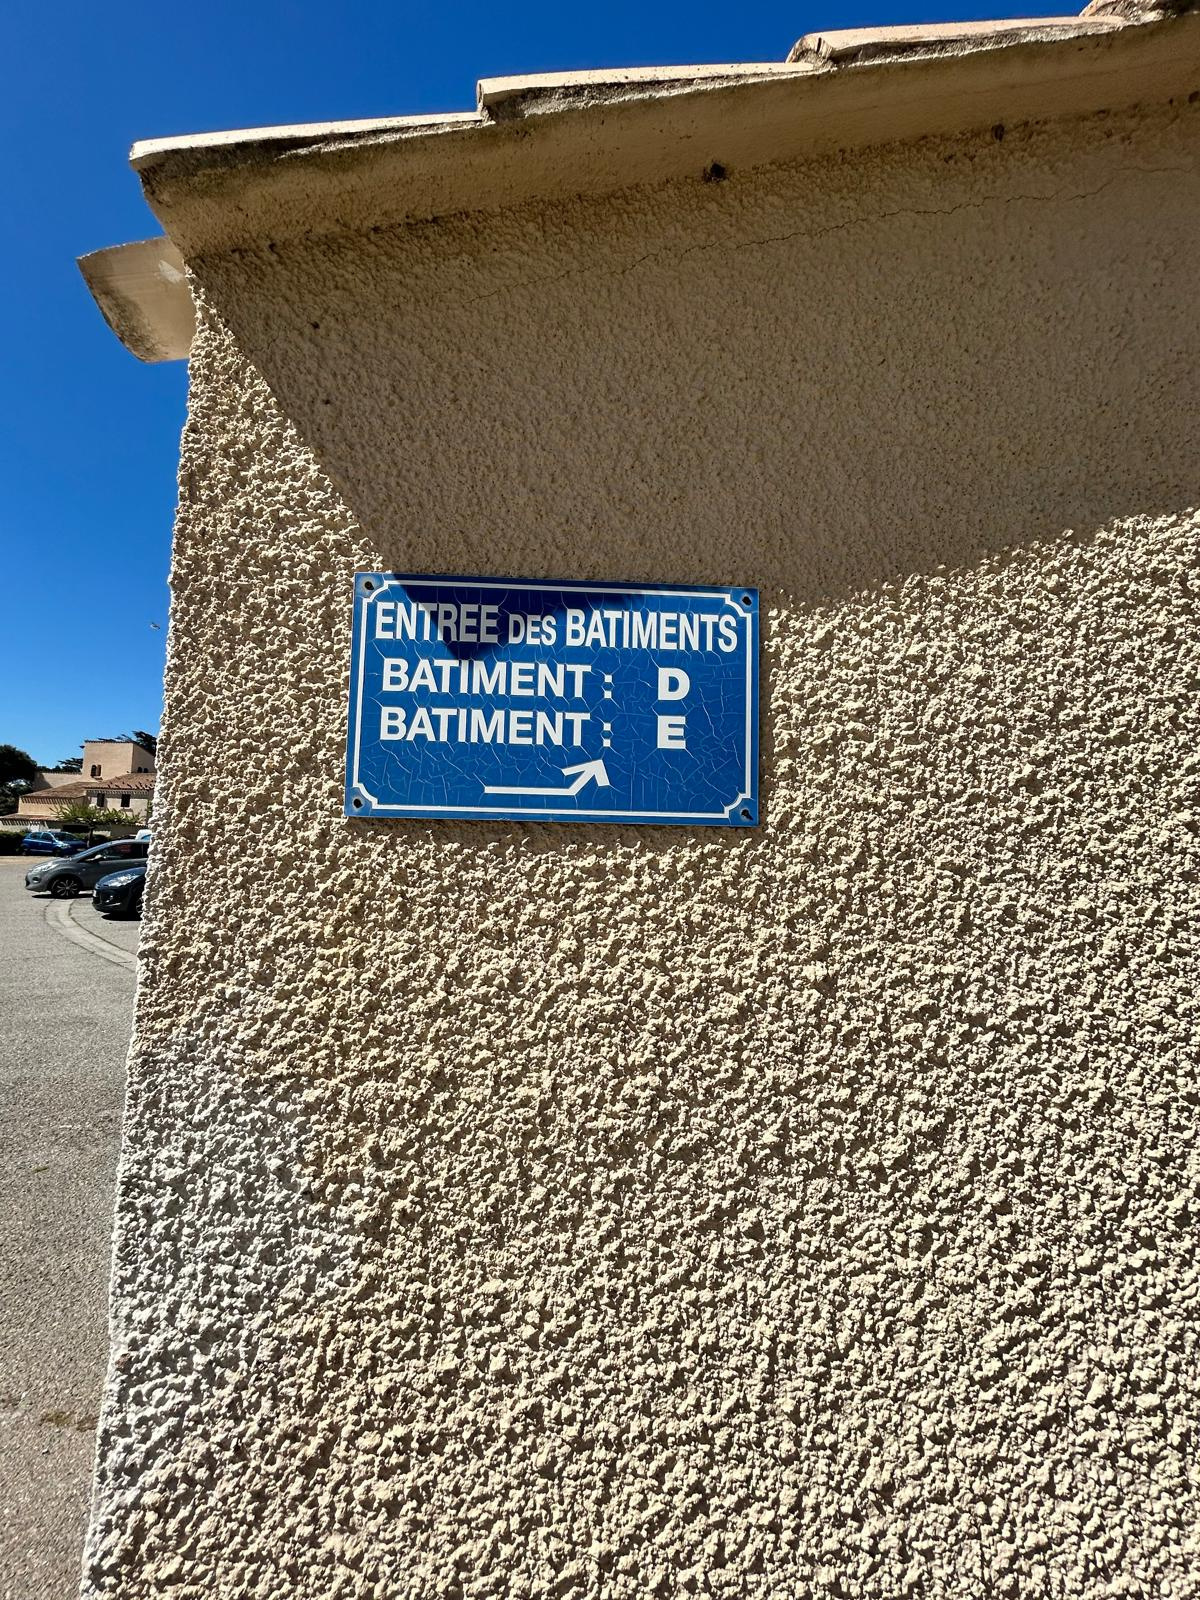 ENTREE DES BATIMENTS
BATIMENT : D
BATIMENT : E